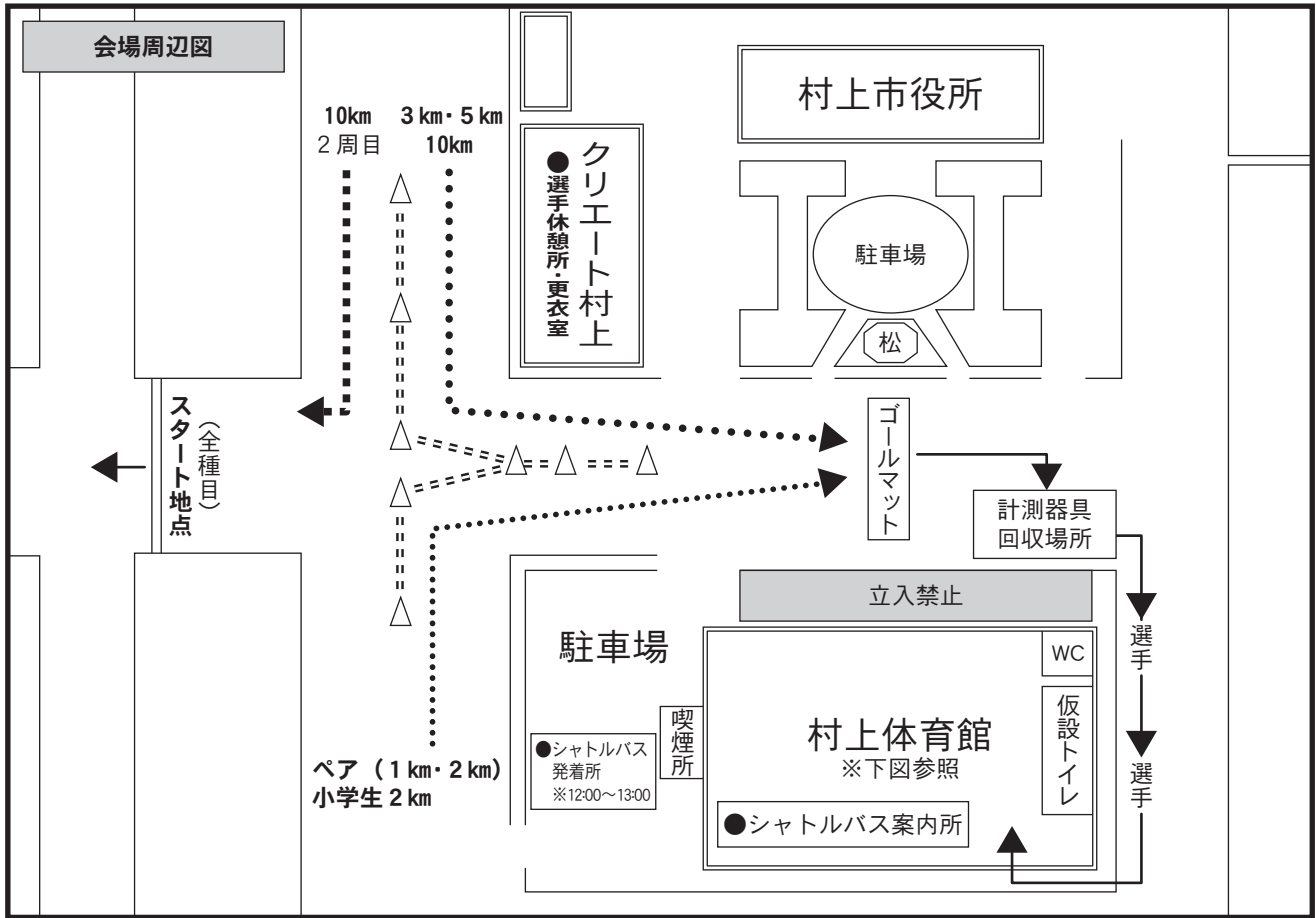 会場周辺図
10km
２周目
３km・５km
10km
クリエート村上
●選手休憩所・更衣室
村上市役所
駐車場
松
スタート地点
（全種目）
ゴールマット
計測器具
回収場所
立入禁止
選手
選手
駐車場
喫煙所
●シャトルバス
発着所
※12:00～13:00
村上体育館
※下図参照
●シャトルバス案内所
WC
仮設トイレ
ペア（１km・２km）
小学生２km